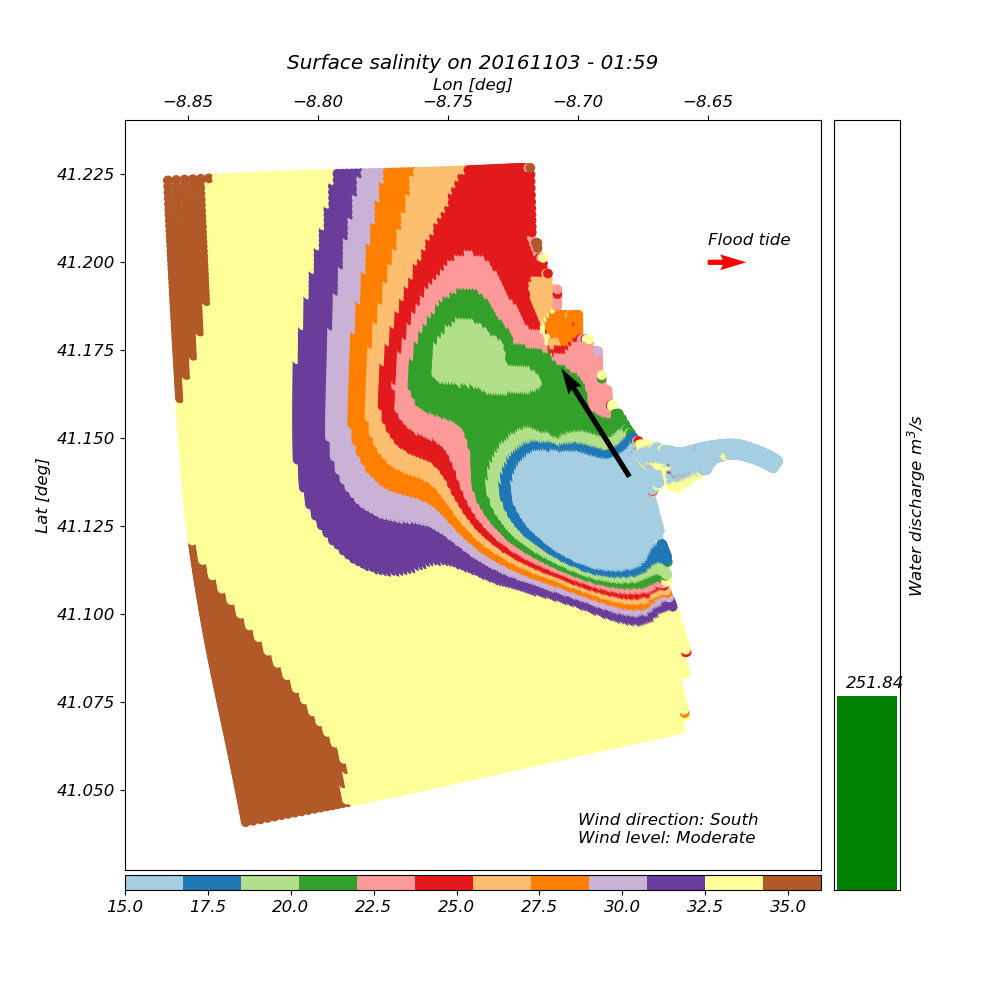 Surface salinity on 20161103 - 01:59
Lon [deg]
−8.85 −8.80 −8.75 −8.70 −8.65
41.225
41.200
41.175
41.150
41.125
41.100
41.075
41.050
Lat [deg]
Flood tide
Wind direction: South
Wind level: Moderate
15.0 17.5 20.0 22.5 25.0 27.5 30.0 32.5 35.0
251.84
Water discharge m³/s